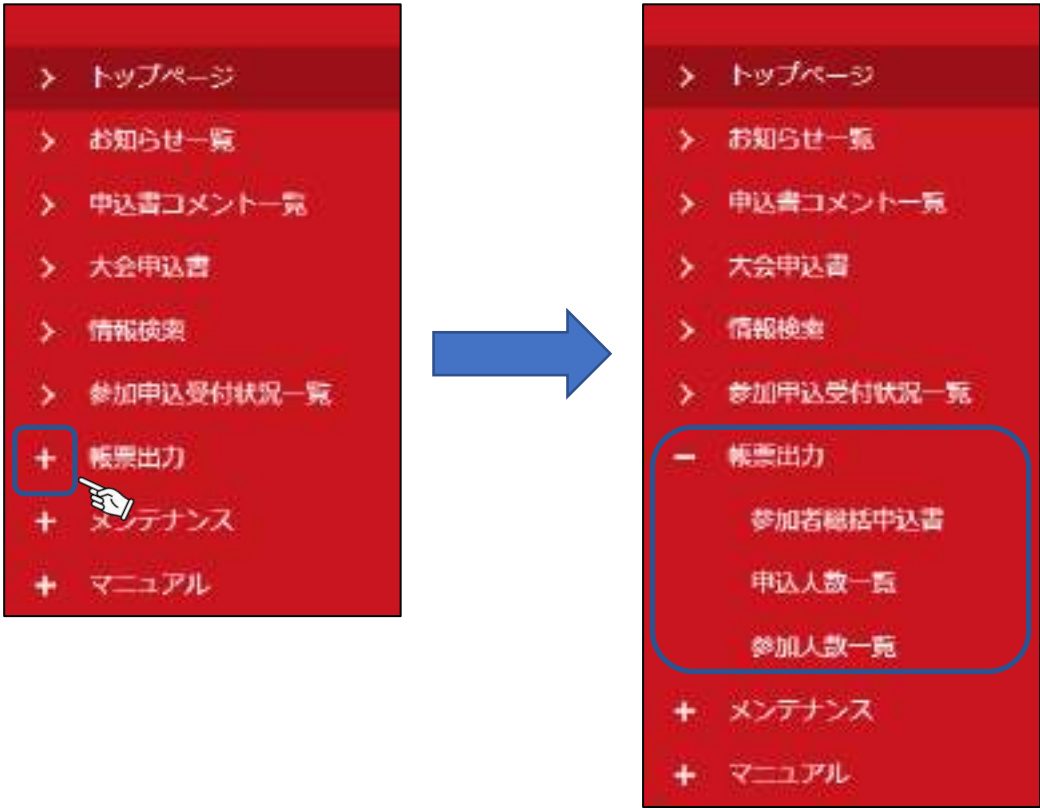 > トップページ
> お知らせ一覧
> 申込書コメント一覧
> 大会申込書
> 情報検索
> 参加申込受付状況一覧
+ 帳票出力
+ メンテナンス
+ マニュアル
> トップページ
> お知らせ一覧
> 申込書コメント一覧
> 大会申込書
> 情報検索
> 参加申込受付状況一覧
− 帳票出力
参加者総括申込書
申込人数一覧
参加人数一覧
+ メンテナンス
+ マニュアル